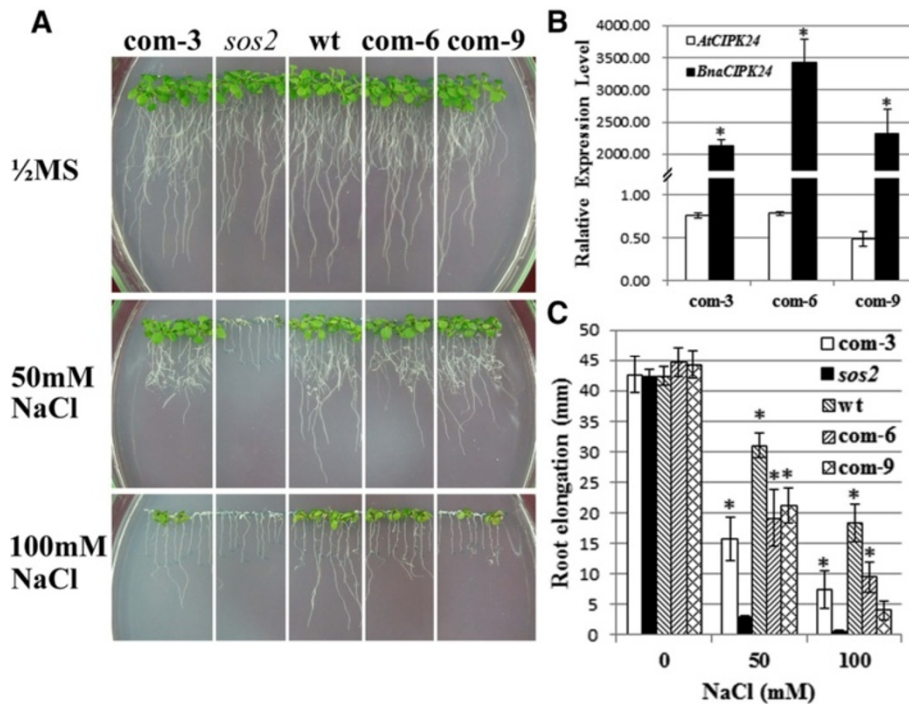 A
com-3 sos2 wt com-6 com-9
½MS
50mM
NaCl
100mM
NaCl
B
Ralative Expression Level
4000.00
3500.00
3000.00
2500.00
2000.00
1.00
0.50
0.00
AtCIPK24
BnaCIPK24
*
*
*
com-3 com-6 com-9
C
Root elongation (mm)
50
45
40
35
30
25
20
15
10
5
0
com-3
sos2
wt
com-6
com-9
*
*
**
*
*
*
0 50 100
NaCl (mM)